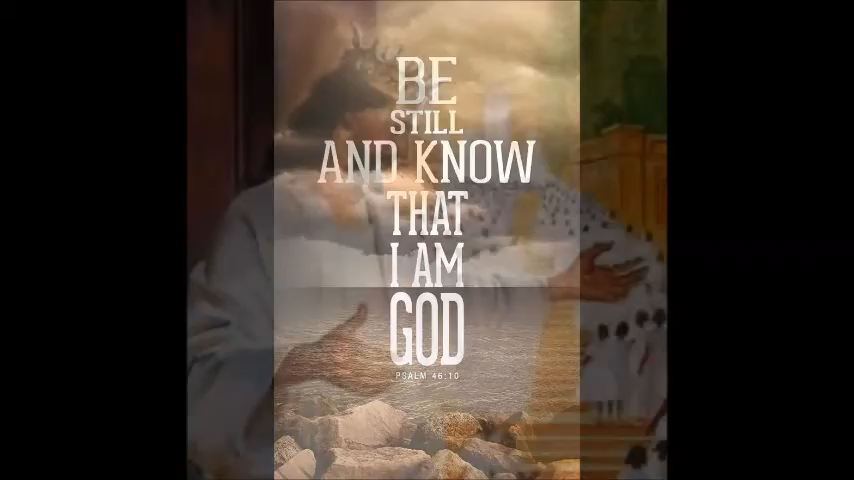 BE
STILL
AND KNOW
THAT
I AM
GOD
PSALM 46:10